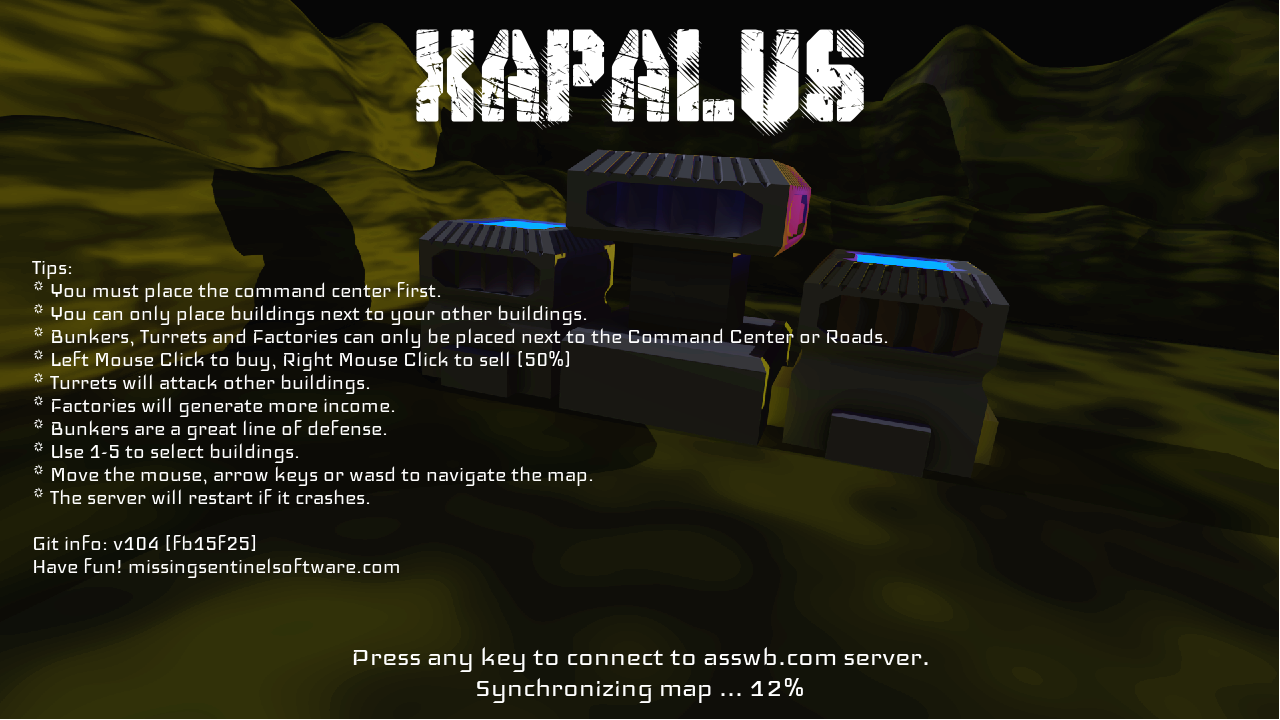 XAPALUS
Tips:
* You must place the command center first.
* You can only place buildings next to your other buildings.
* Bunkers, Turrets and Factories can only be placed next to the Command Center or Roads.
* Left Mouse Click to buy, Right Mouse Click to sell (50%)
* Turrets will attack other buildings.
* Factories will generate more income.
* Bunkers are a great line of defense.
* Use 1-5 to select buildings.
* Move the mouse, arrow keys or wasd to navigate the map.
* The server will restart if it crashes.
Git info: v104 [fb15f25]
Have fun! missingsentinelsoftware.com
Press any key to connect to asswb.com server.
Synchronizing map ... 12%